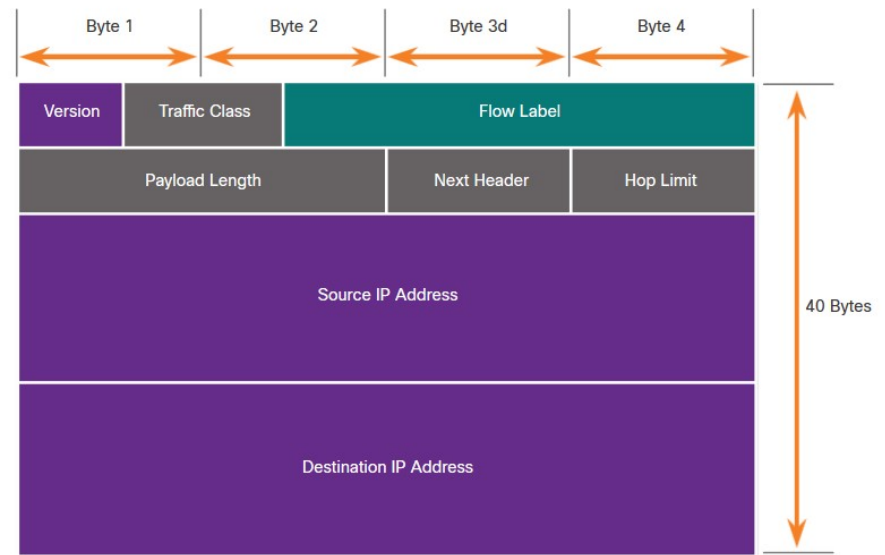 Byte 1 Byte 2 Byte 3d Byte 4
Version Traffic Class Flow Label
Payload Length Next Header Hop Limit
Source IP Address
40 Bytes
Destination IP Address